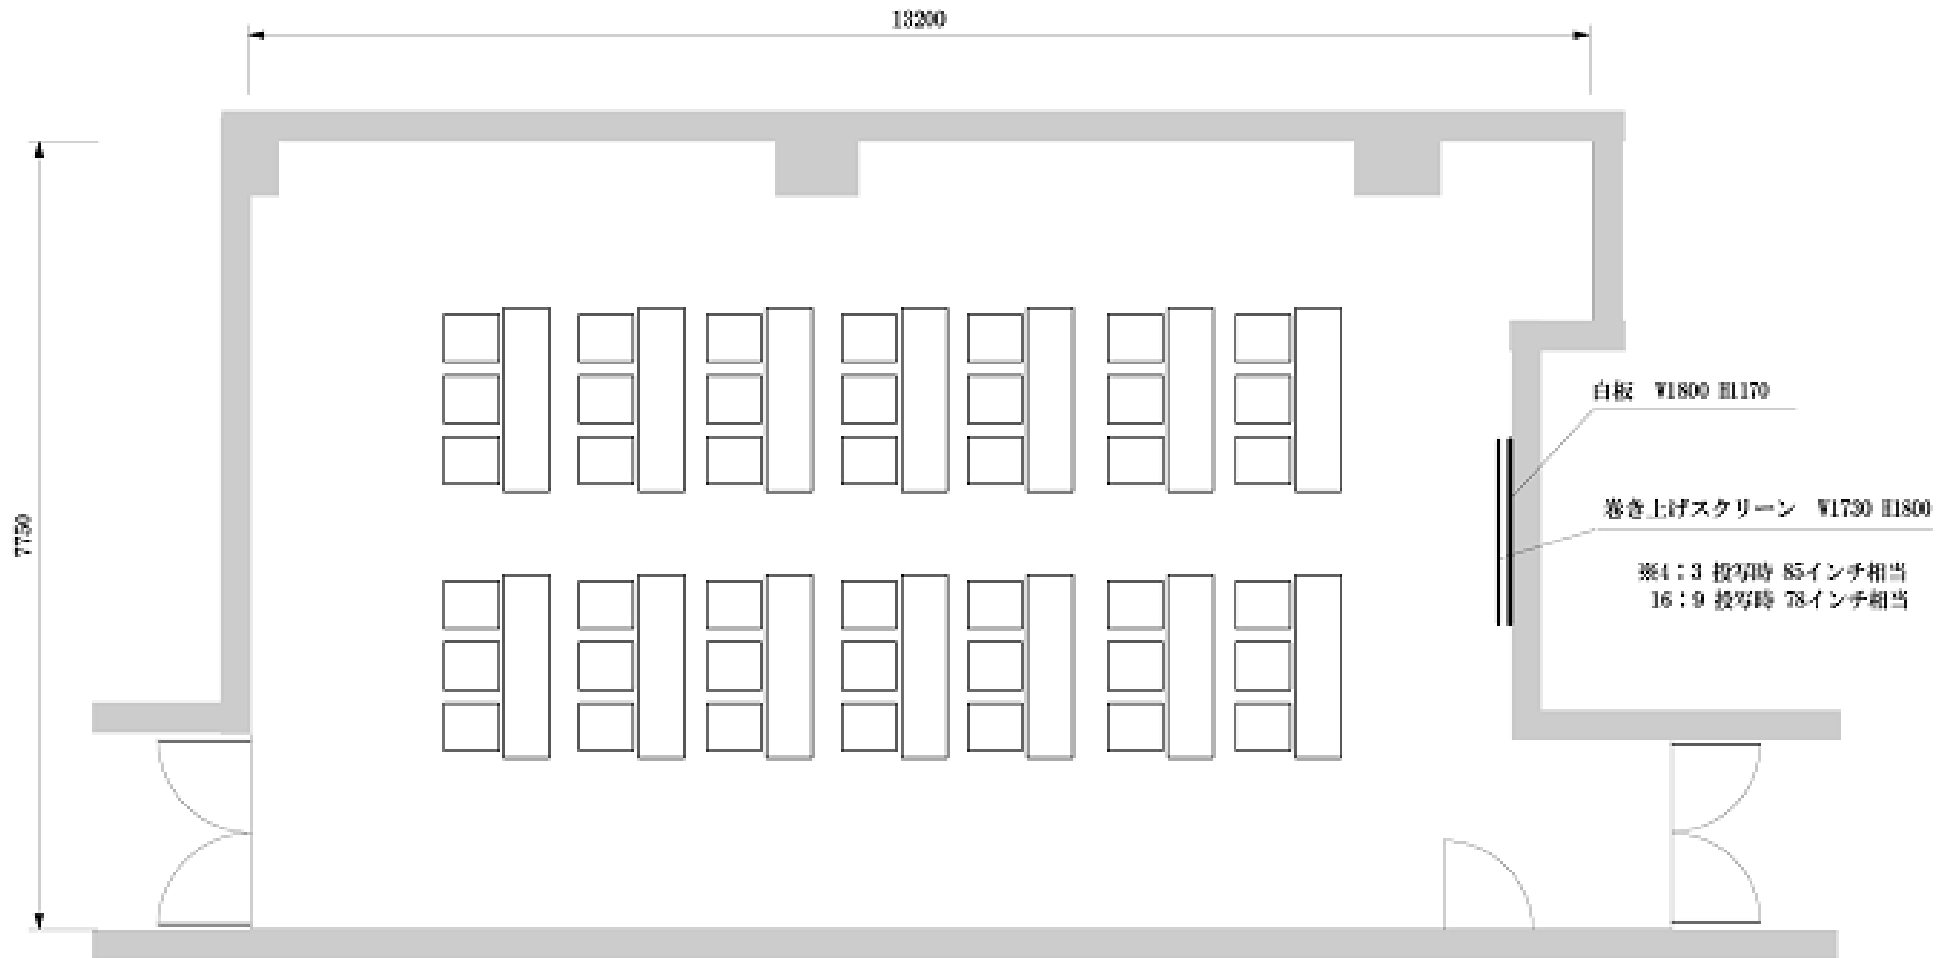 13200
7750
白板 W1800 H1170
巻き上げスクリーン W1730 H1800
※4:3 投写時 85インチ相当
16:9 投写時 78インチ相当